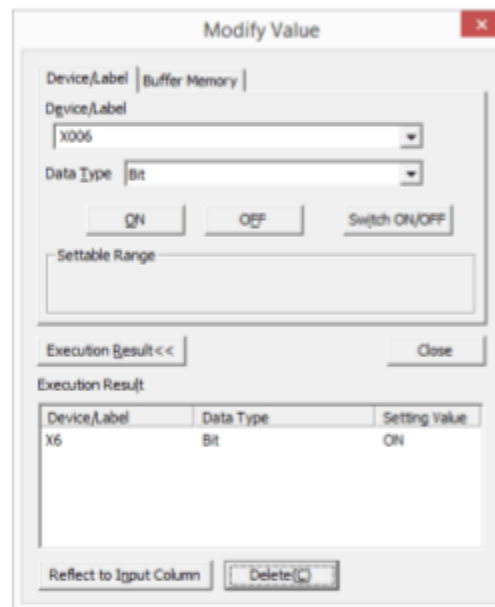 Modify Value
Device/Label Buffer Memory
Device/Label
X006
Data Type Bit
ON OFF Switch ON/OFF
Settable Range
Execution Result<< Close
Execution Result
Device/Label Data Type Setting Value
X6 Bit ON
Reflect to Input Column Delete(C)